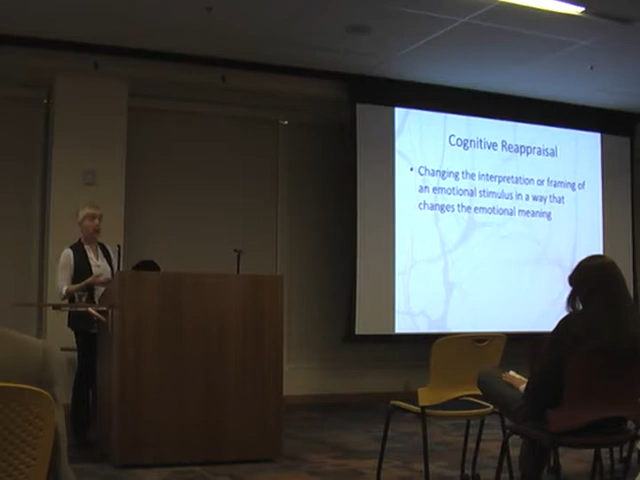 Cognitive Reappraisal
• Changing the interpretation or framing of
an emotional stimulus in a way that
changes the emotional meaning